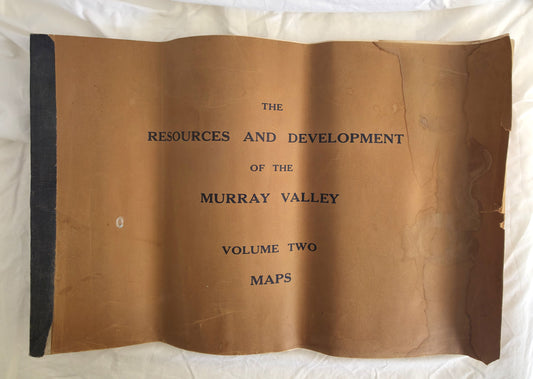 THE
RESOURCES AND DEVELOPMENT
OF THE
MURRAY VALLEY
VOLUME TWO
MAPS